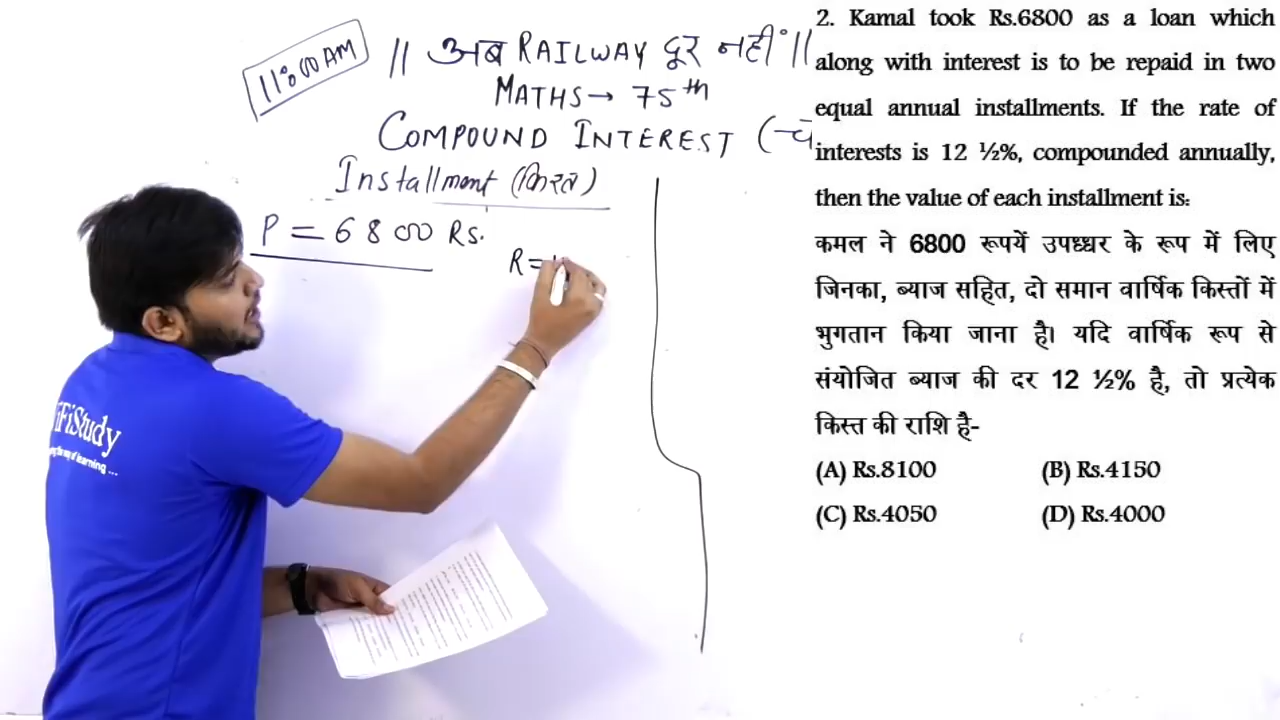 11:00 AM
|| अब RAILWAY दूर नहीं ||
MATHS → 75th
COMPOUND INTEREST (
Installment (किस्त)
P = 6800 Rs.
R =
iFiStudy
2. Kamal took Rs.6800 as a loan which
along with interest is to be repaid in two
equal annual installments. If the rate of
interests is 12 ½%, compounded annually,
then the value of each installment is:
कमल ने 6800 रूपयें उपध्धर के रूप में लिए
जिनका, ब्याज सहित, दो समान वार्षिक किस्तों में
भुगतान किया जाना है। यदि वार्षिक रूप से
संयोजित ब्याज की दर 12 ½% है, तो प्रत्येक
किस्त की राशि है-
(A) Rs.8100 (B) Rs.4150
(C) Rs.4050 (D) Rs.4000